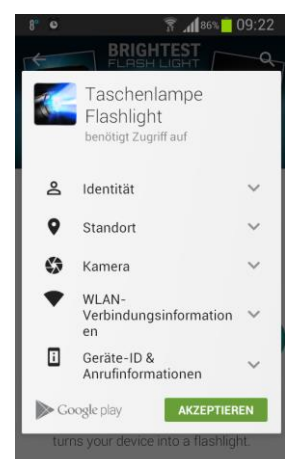 8° 86% 09:22
BRIGHTEST
FLASH LIGHT
Taschenlampe
Flashlight
benötigt Zugriff auf
Identität
Standort
Kamera
WLAN-
Verbindungsinformation
en
Geräte-ID &
Anrufinformationen
Google play AKZEPTIEREN
turns your device into a flashlight.